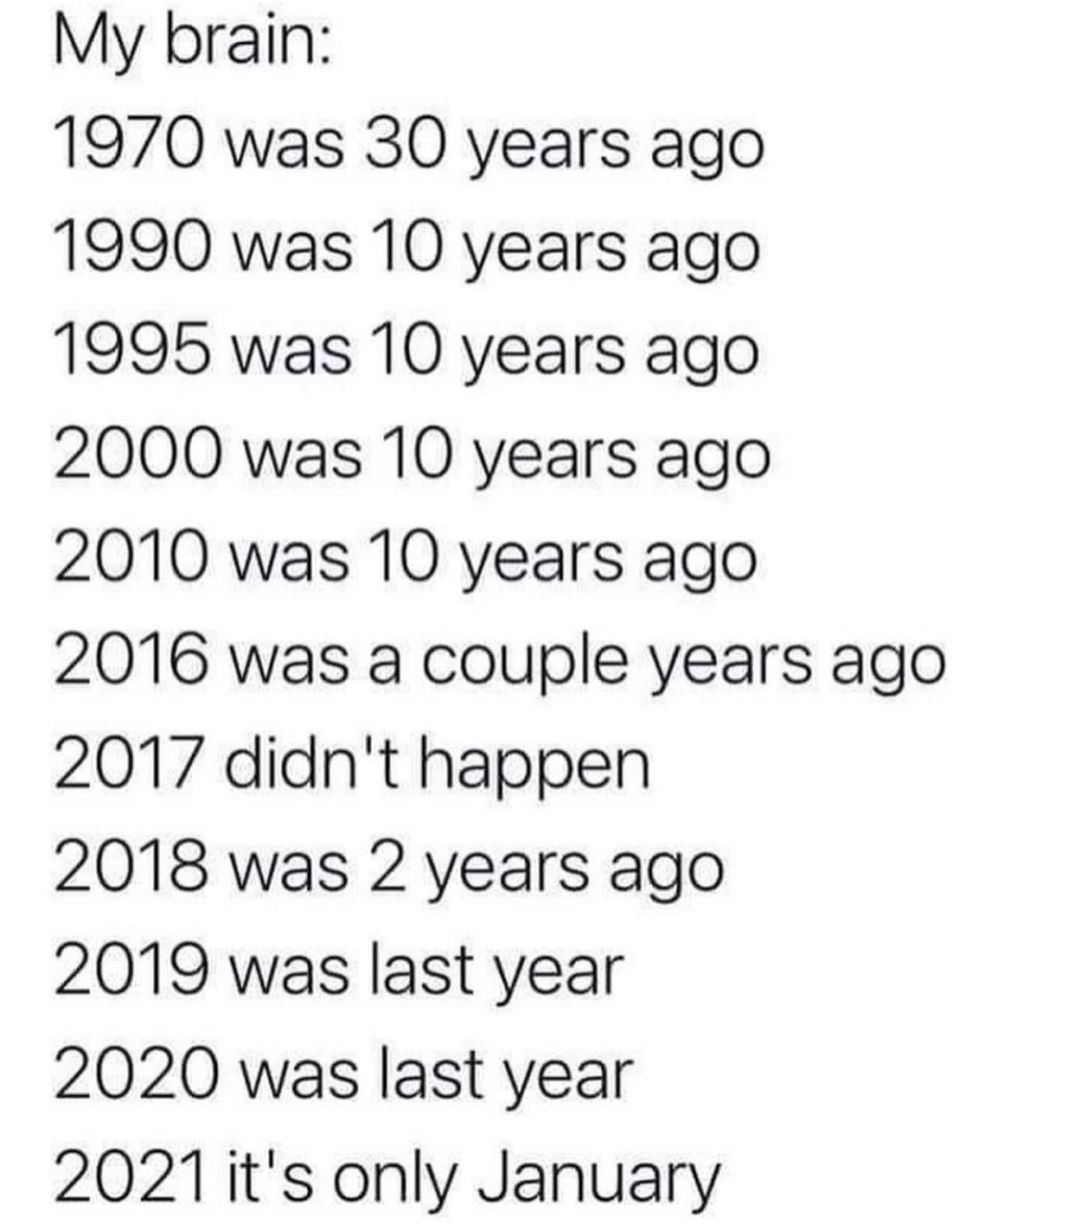 My brain:
1970 was 30 years ago
1990 was 10 years ago
1995 was 10 years ago
2000 was 10 years ago
2010 was 10 years ago
2016 was a couple years ago
2017 didn't happen
2018 was 2 years ago
2019 was last year
2020 was last year
2021 it's only January